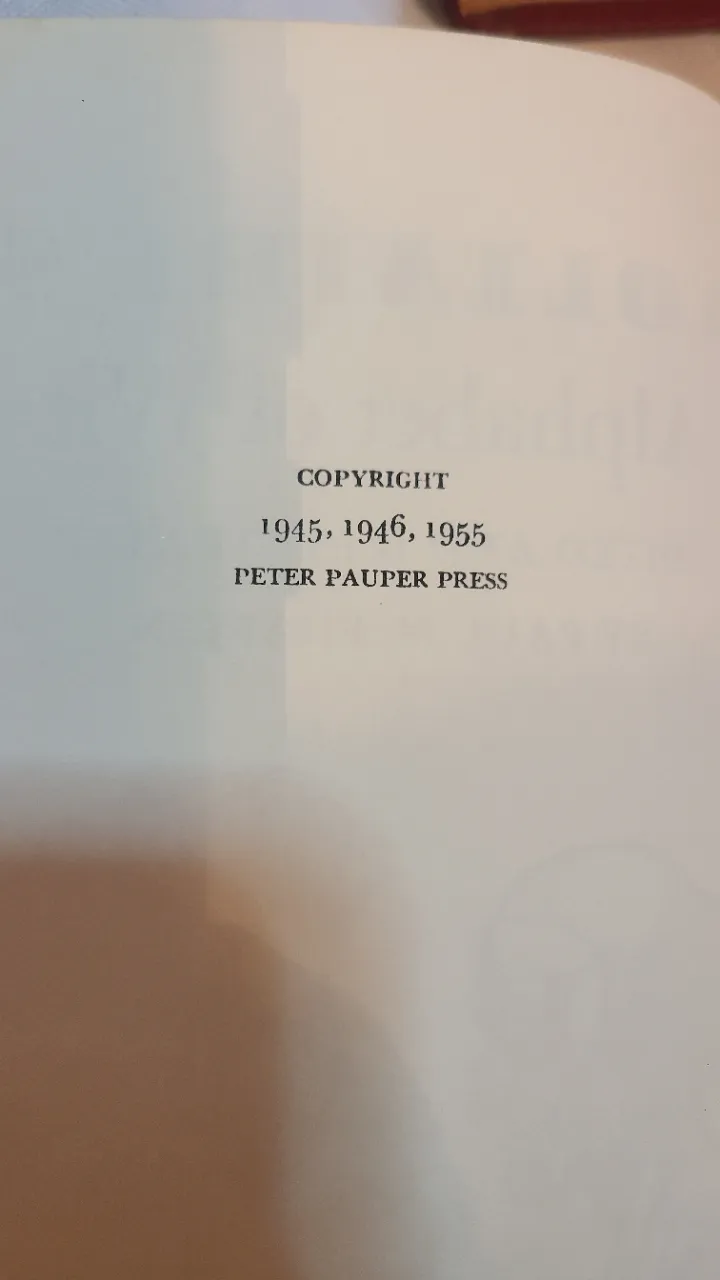 COPYRIGHT
1945, 1946, 1955
PETER PAUPER PRESS